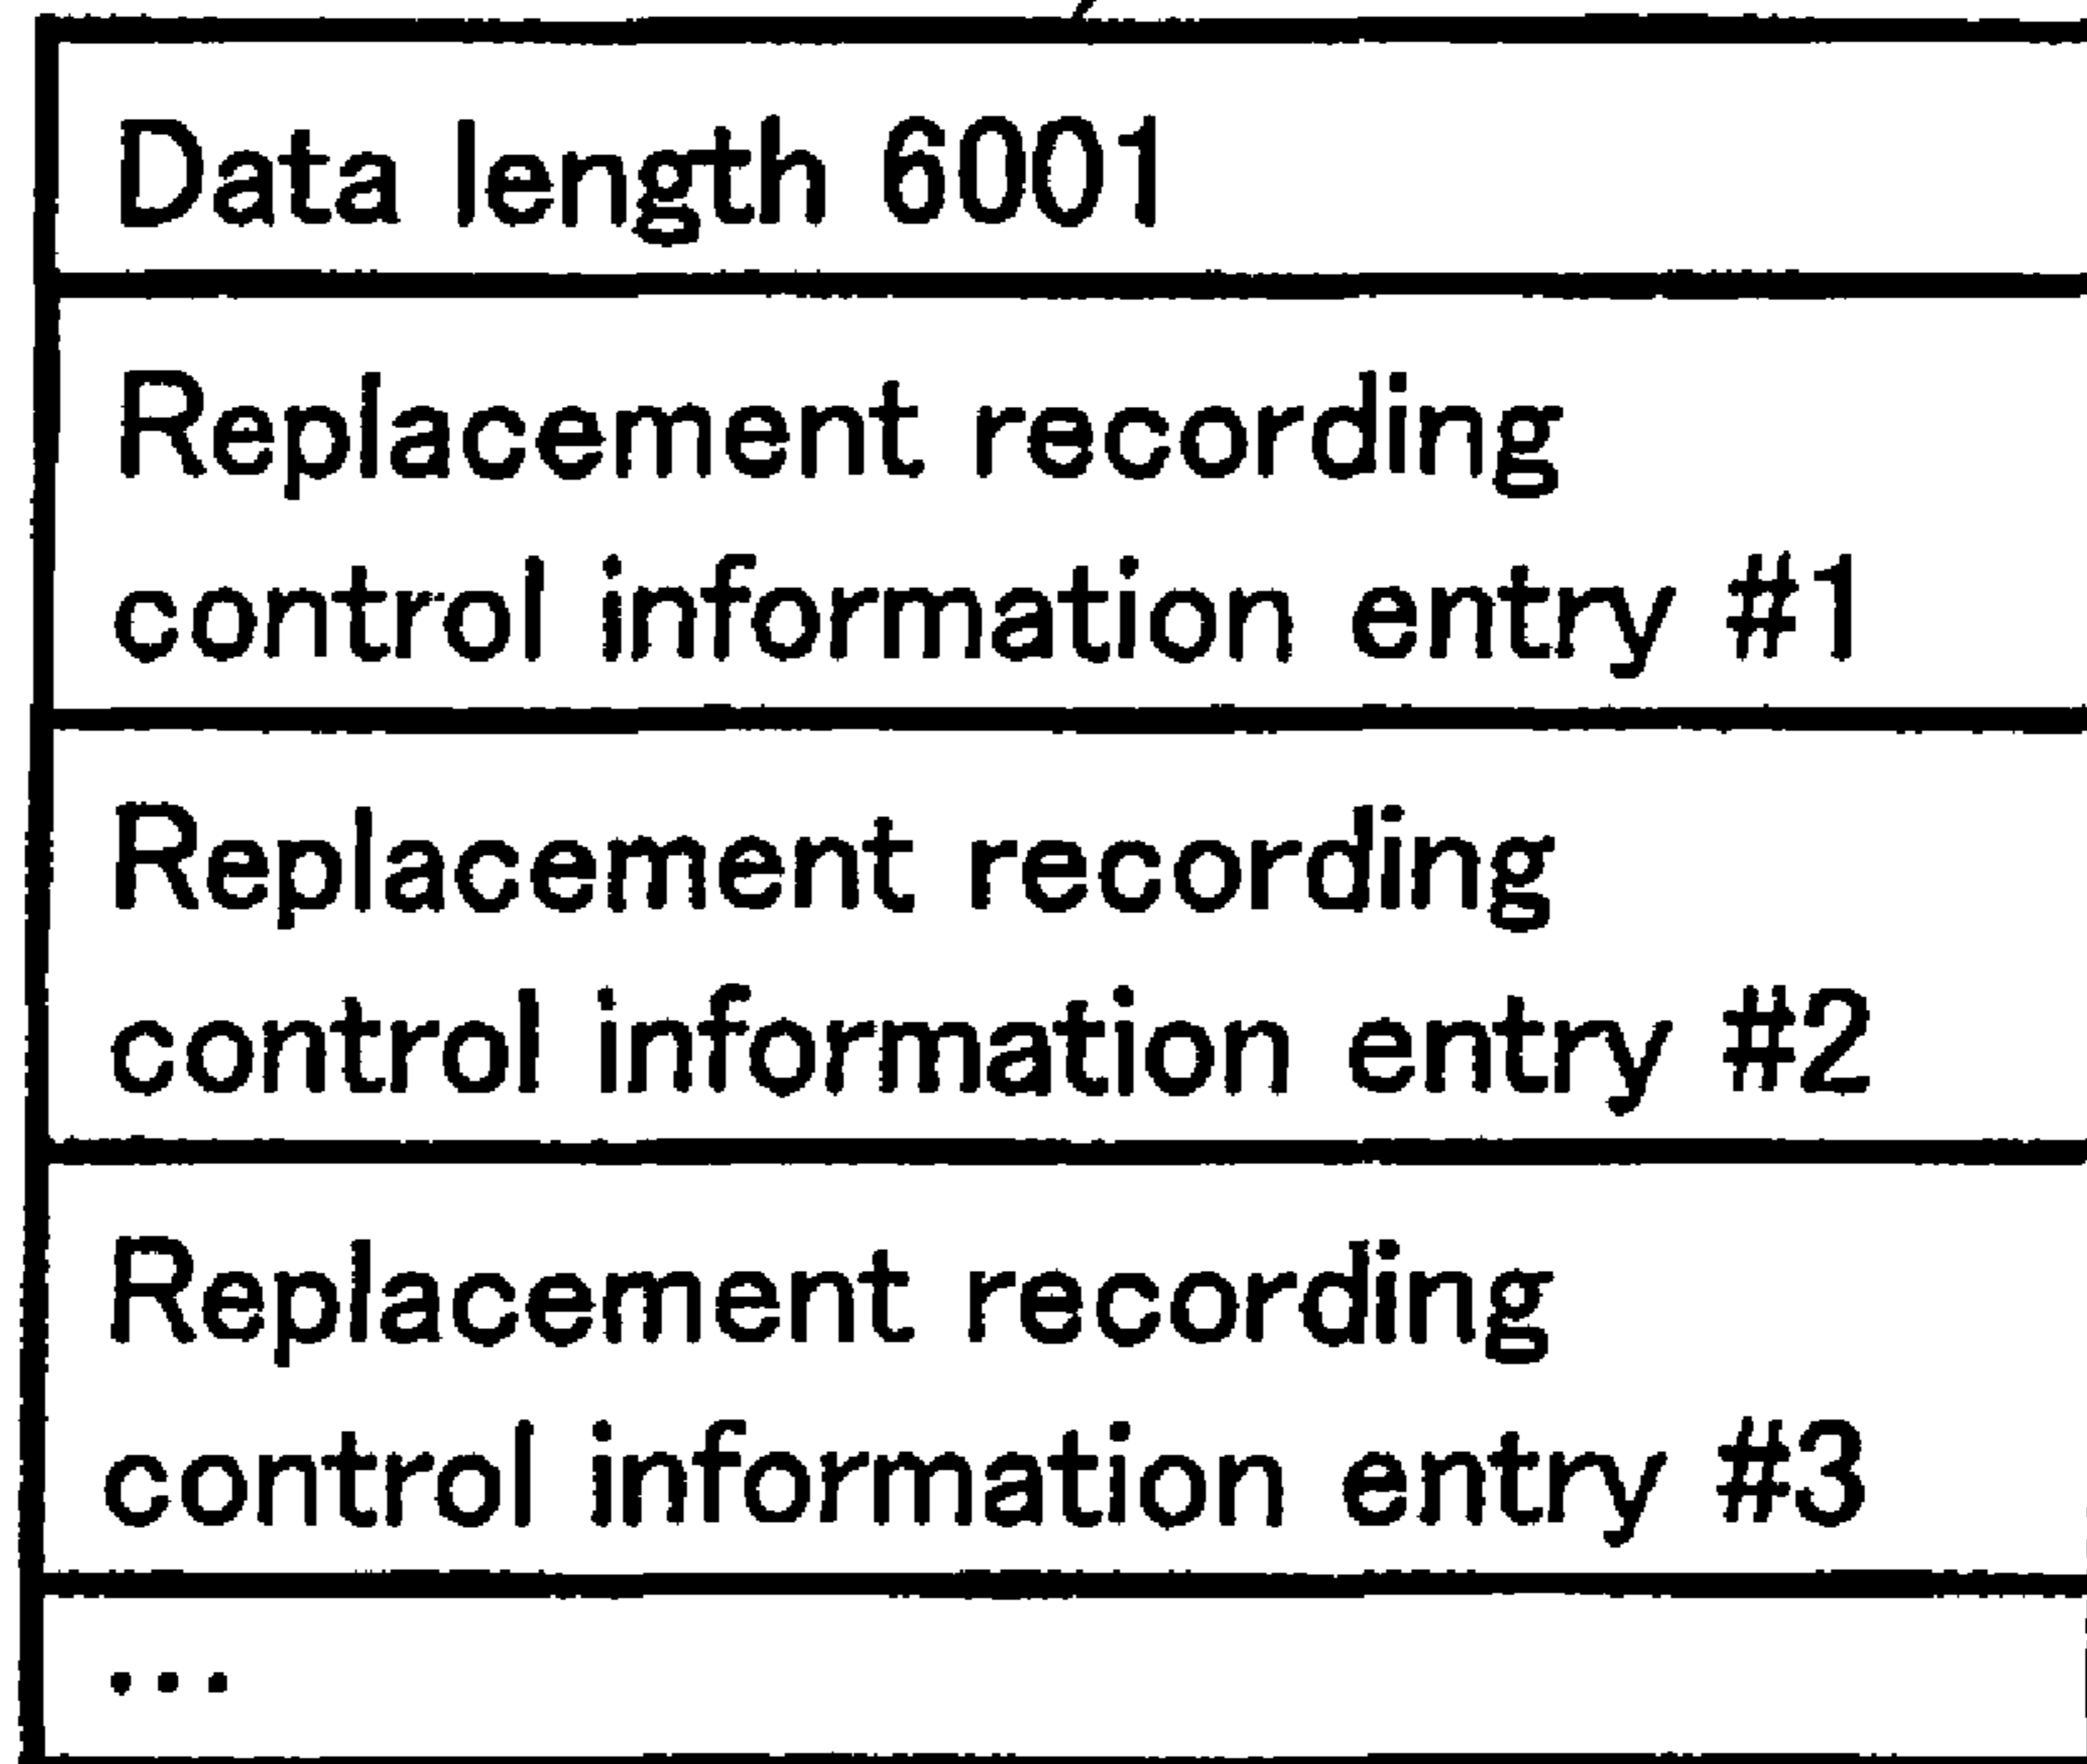 Data length 6001
Replacement recording
control information entry #1
Replacement recording
control information entry #2
Replacement recording
control information entry #3
...